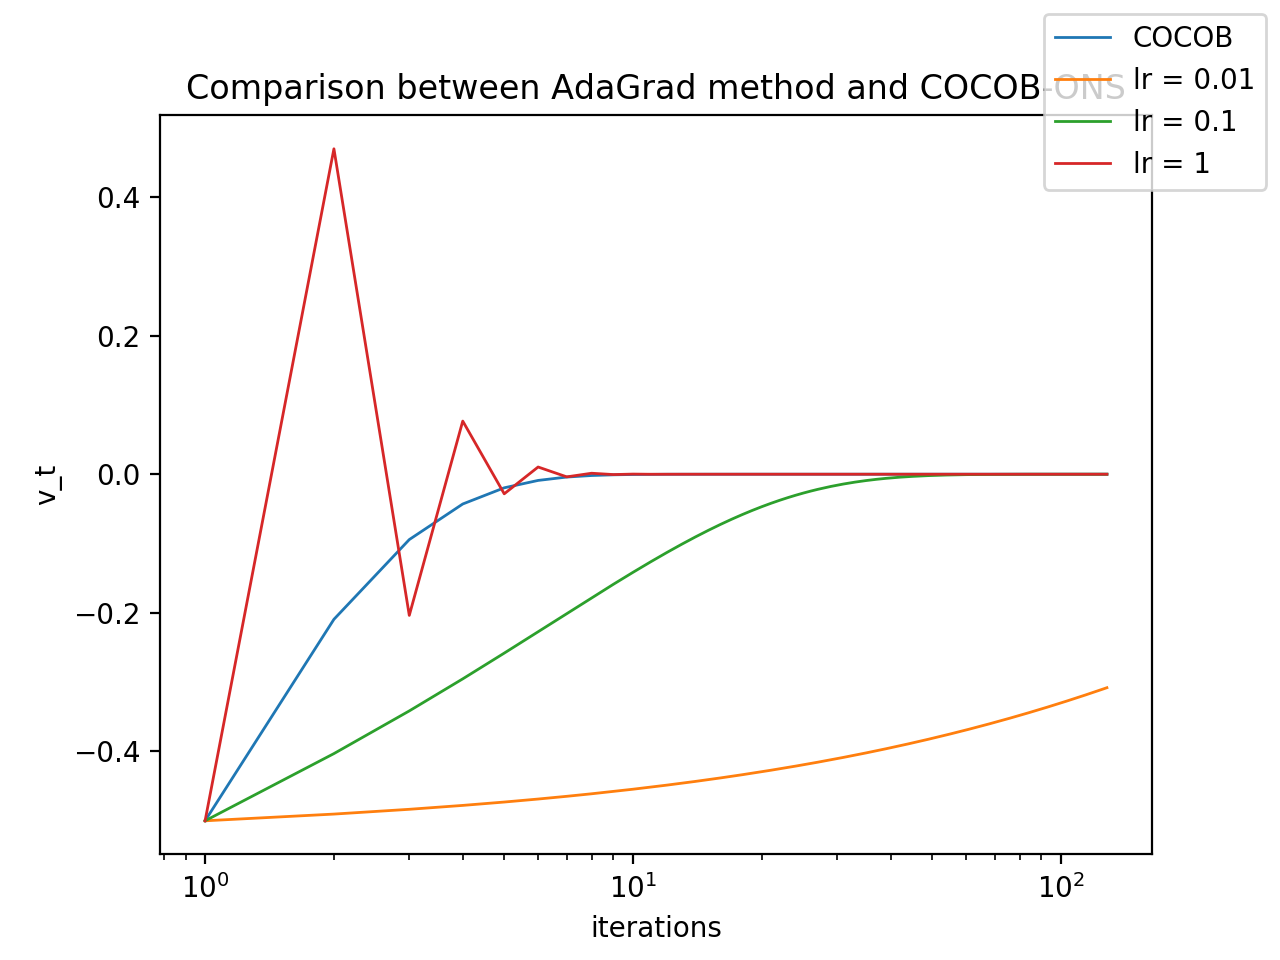 COCOB
lr = 0.01
lr = 0.1
lr = 1
Comparison between AdaGrad method and COCOB-ONS
0.4
0.2
0.0
−0.2
−0.4
v_t
10⁰
10¹
10²
iterations